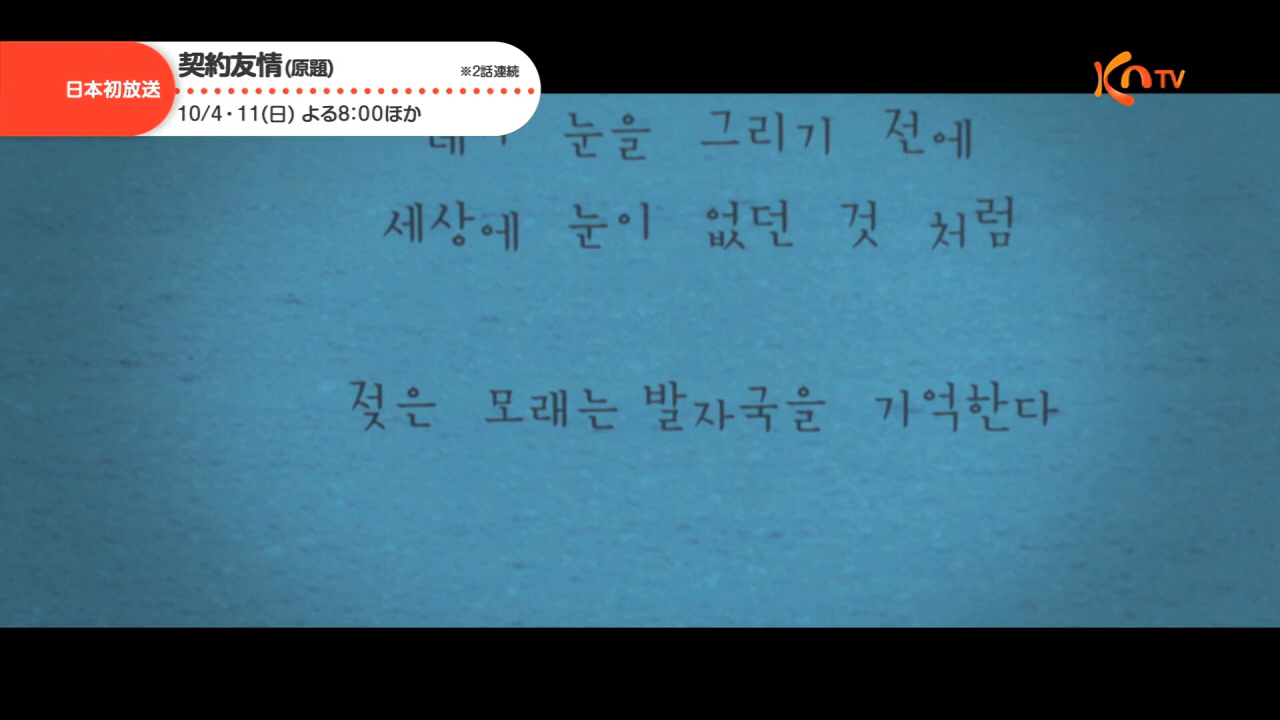 契約友情(原題) ※2話連続
日本初放送
10/4・11(日) よる8:00ほか
KnTV
눈을 그리기 전에
세상에 눈이 없던 것 처럼
젖은 모래는 발자국을 기억한다